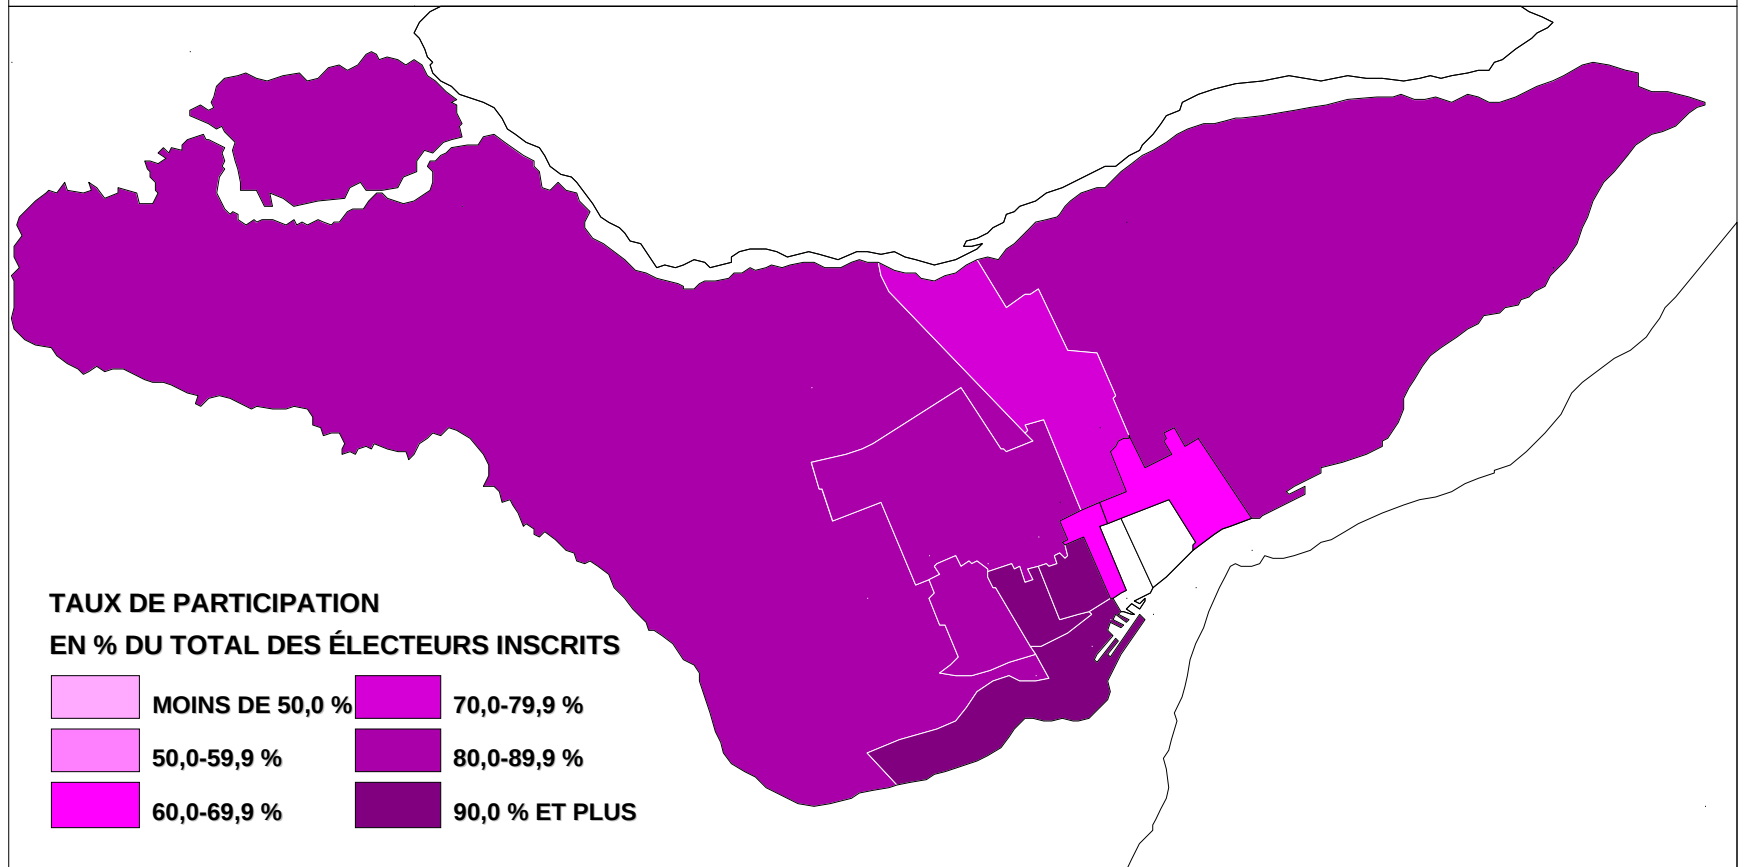 TAUX DE PARTICIPATION
EN % DU TOTAL DES ÉLECTEURS INSCRITS
MOINS DE 50,0 %
50,0-59,9 %
60,0-69,9 %
70,0-79,9 %
80,0-89,9 %
90,0 % ET PLUS